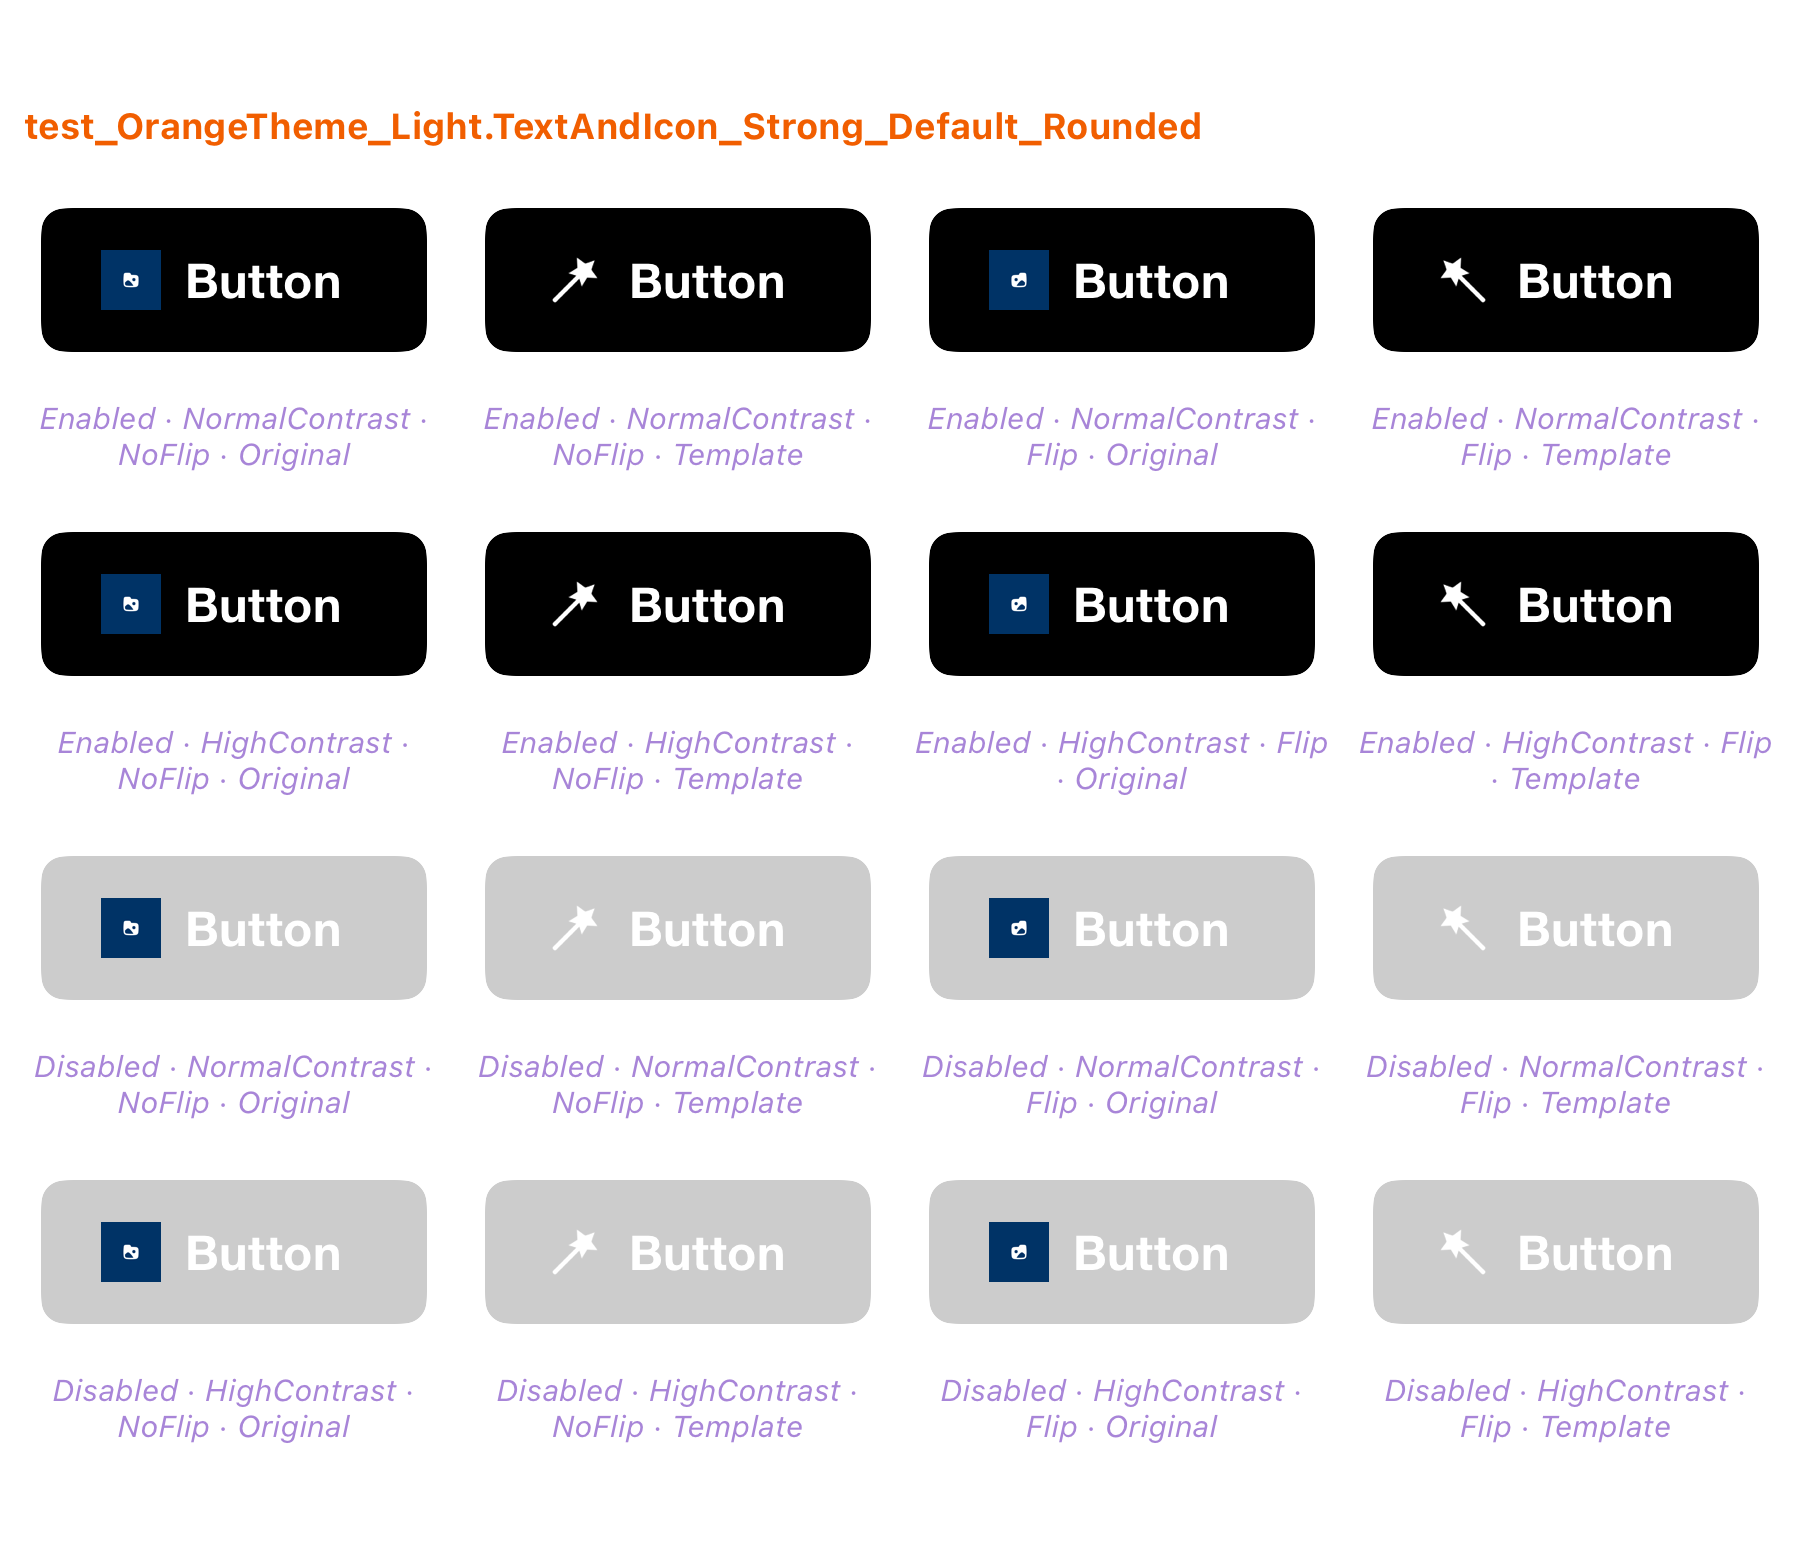 test_OrangeTheme_Light.TextAndIcon_Strong_Default_Rounded
Button
Button
Button
Button
Enabled · NormalContrast ·
NoFlip · Original
Enabled · NormalContrast ·
NoFlip · Template
Enabled · NormalContrast ·
Flip · Original
Enabled · NormalContrast ·
Flip · Template
Button
Button
Button
Button
Enabled · HighContrast ·
NoFlip · Original
Enabled · HighContrast ·
NoFlip · Template
Enabled · HighContrast · Flip
· Original
Enabled · HighContrast · Flip
· Template
Button
Button
Button
Button
Disabled · NormalContrast ·
NoFlip · Original
Disabled · NormalContrast ·
NoFlip · Template
Disabled · NormalContrast ·
Flip · Original
Disabled · NormalContrast ·
Flip · Template
Button
Button
Button
Button
Disabled · HighContrast ·
NoFlip · Original
Disabled · HighContrast ·
NoFlip · Template
Disabled · HighContrast ·
Flip · Original
Disabled · HighContrast ·
Flip · Template